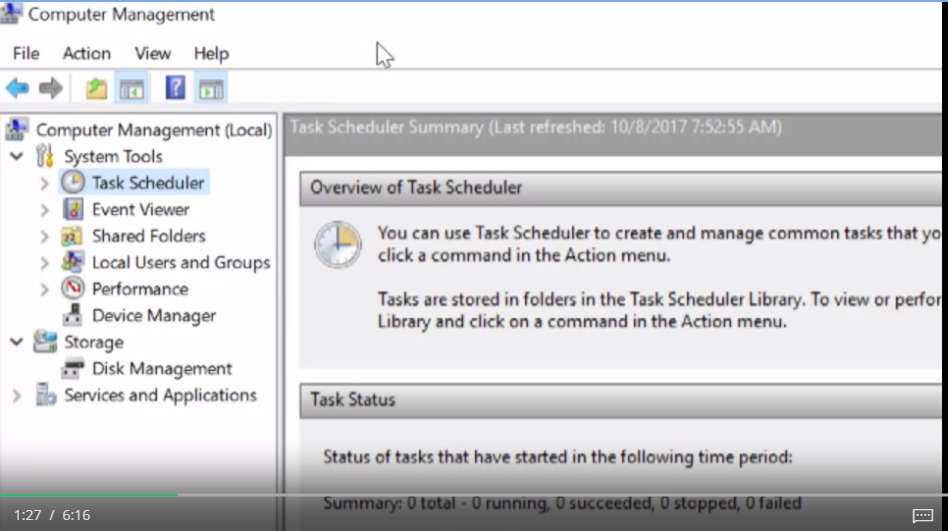 Computer Management
File Action View Help
Computer Management (Local)
System Tools
Task Scheduler
Event Viewer
Shared Folders
Local Users and Groups
Performance
Device Manager
Storage
Disk Management
Services and Applications
Task Scheduler Summary (Last refreshed: 10/8/2017 7:52:55 AM)
Overview of Task Scheduler
You can use Task Scheduler to create and manage common tasks that yo
click a command in the Action menu.
Tasks are stored in folders in the Task Scheduler Library. To view or perfor
Library and click on a command in the Action menu.
Task Status
Status of tasks that have started in the following time period:
Summary: 0 total - 0 running, 0 succeeded, 0 stopped, 0 failed
1:27 / 6:16